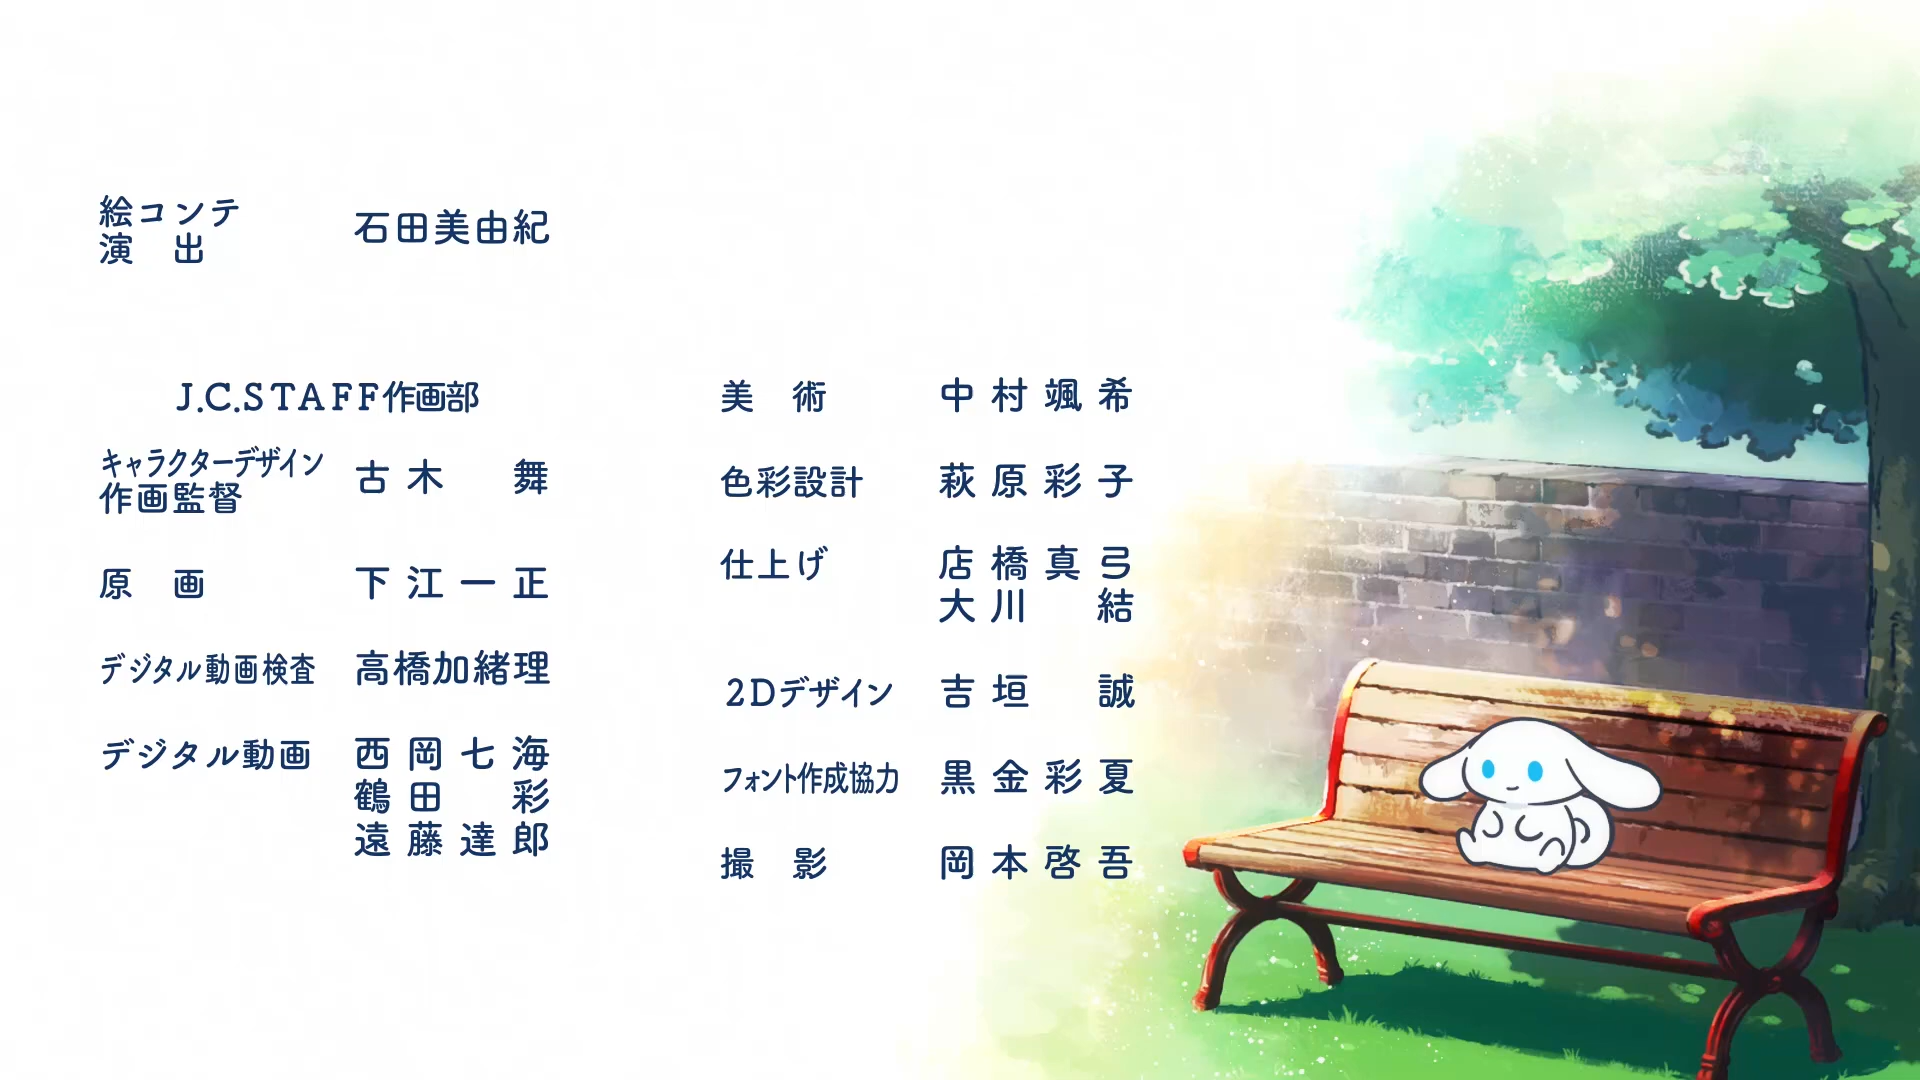 絵コンテ
演 出 石田美由紀
J.C.STAFF作画部
キャラクターデザイン
作画監督 古木 舞
原 画 下江一正
デジタル動画検査 高橋加緒理
デジタル動画 西岡七海
鶴田 彩
遠藤達郎
美 術 中村颯希
色彩設計 萩原彩子
仕上げ 店橋真弓
大川 結
2Dデザイン 吉垣 誠
フォント作成協力 黒金彩夏
撮 影 岡本啓吾